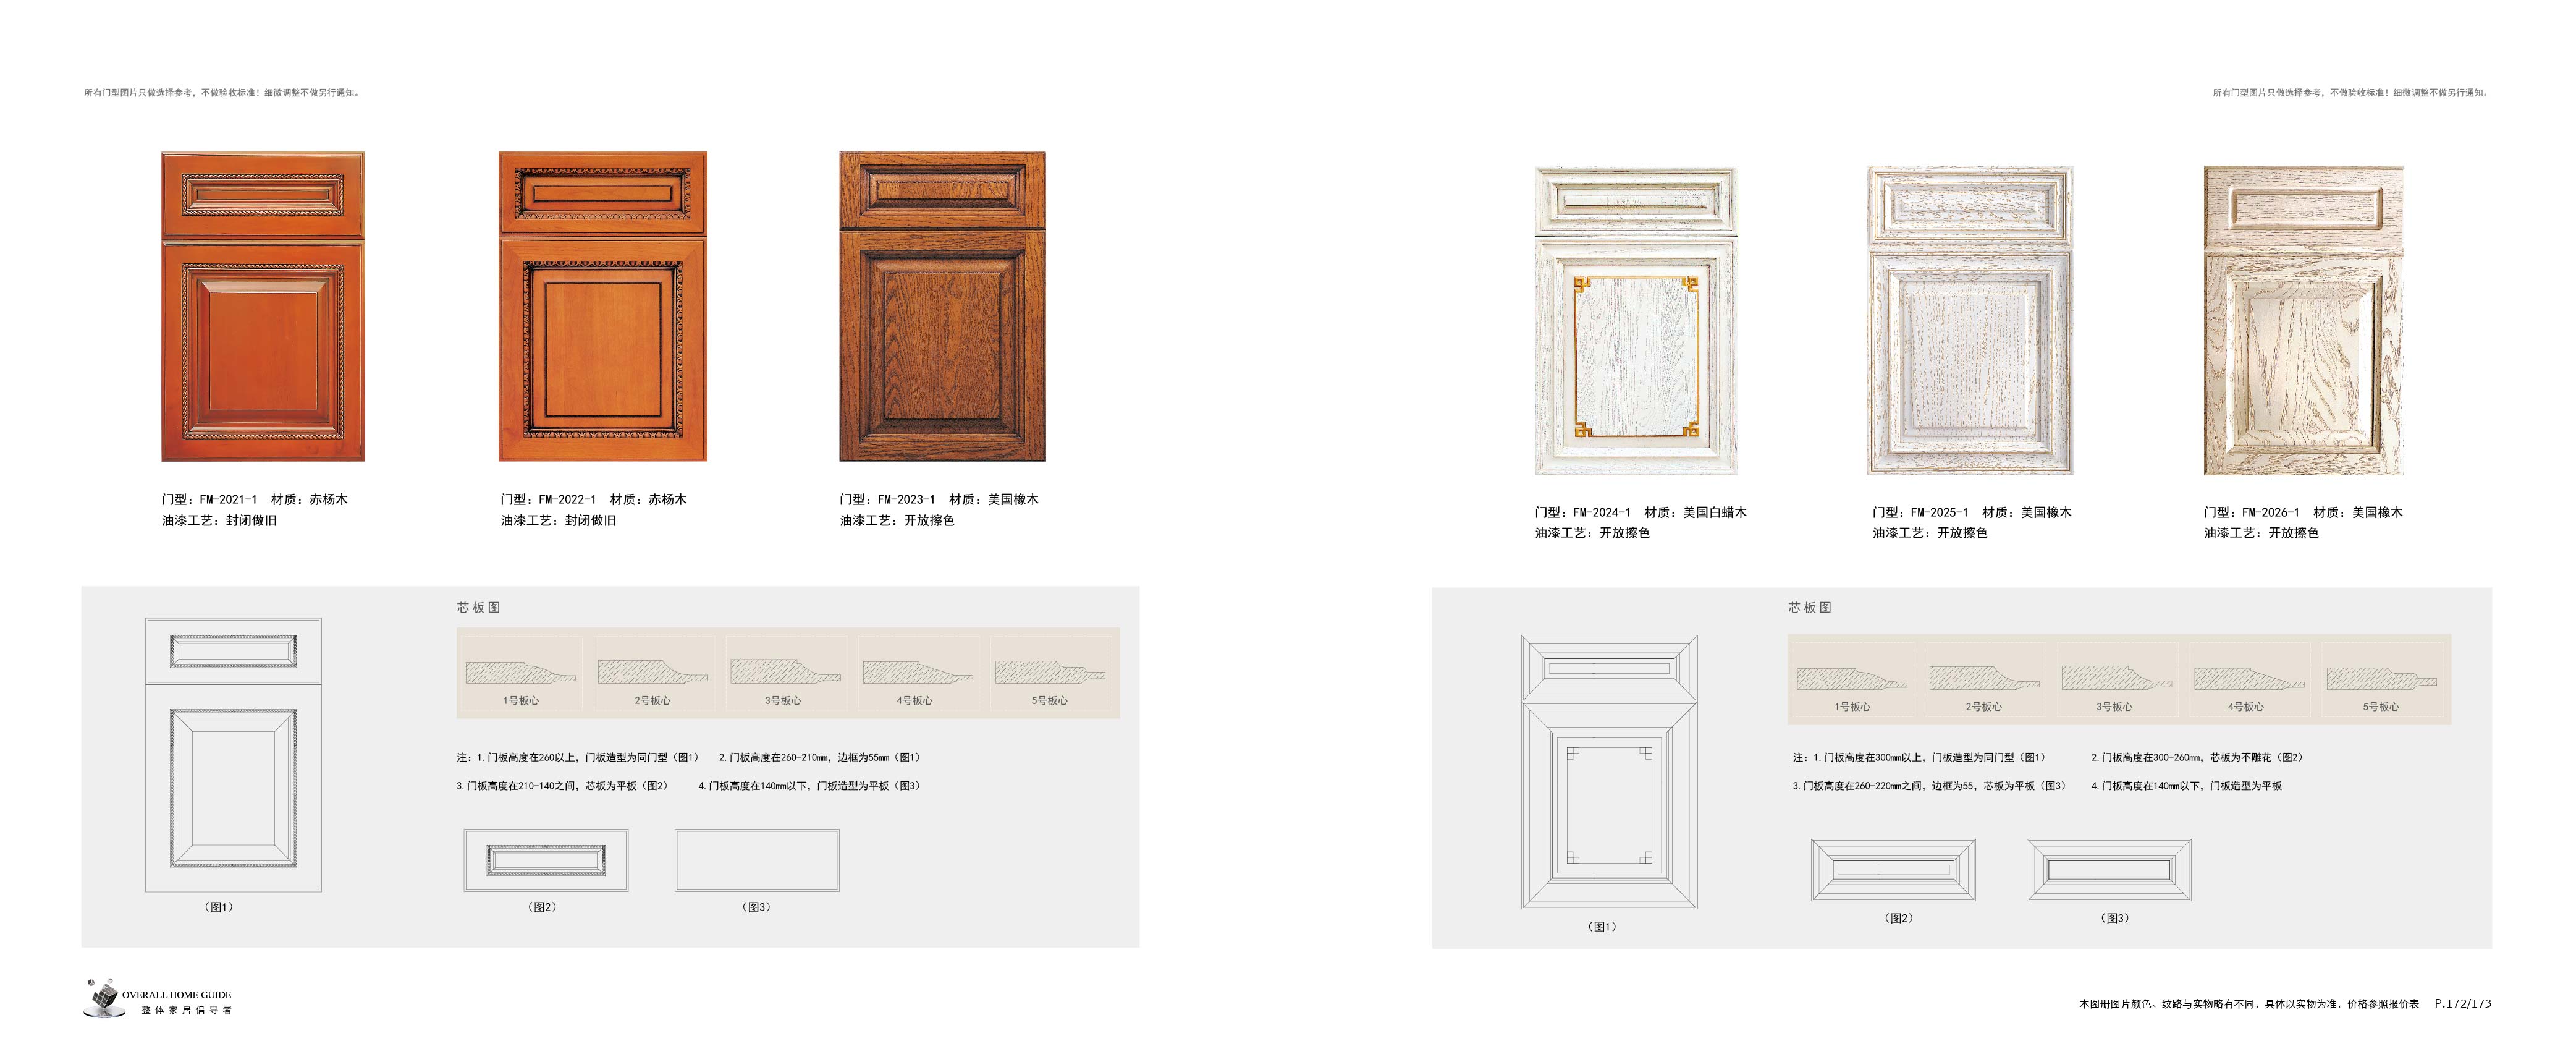 所有门型图片只做选择参考，不做验收标准！细微调整不做另行通知。
门型：FM-2021-1 材质：赤杨木
油漆工艺：封闭做旧
门型：FM-2022-1 材质：赤杨木
油漆工艺：封闭做旧
门型：FM-2023-1 材质：美国橡木
油漆工艺：开放擦色
芯板图
1号板心
2号板心
3号板心
4号板心
5号板心
注：1.门板高度在260以上，门板造型为同门型（图1） 2.门板高度在260-210mm，边框为55mm（图1）
3.门板高度在210-140之间，芯板为平板（图2） 4.门板高度在140mm以下，门板造型为平板（图3）
（图1）
（图2）
（图3）
OVERALL HOME GUIDE
整体家居倡导者
所有门型图片只做选择参考，不做验收标准！细微调整不做另行通知。
门型：FM-2024-1 材质：美国白蜡木
油漆工艺：开放擦色
门型：FM-2025-1 材质：美国橡木
油漆工艺：开放擦色
门型：FM-2026-1 材质：美国橡木
油漆工艺：开放擦色
芯板图
1号板心
2号板心
3号板心
4号板心
5号板心
注：1.门板高度在300mm以上，门板造型为同门型（图1） 2.门板高度在300-260mm，芯板为不雕花（图2）
3.门板高度在260-220mm之间，边框为55，芯板为平板（图3） 4.门板高度在140mm以下，门板造型为平板
（图1）
（图2）
（图3）
本图册图片颜色、纹路与实物略有不同，具体以实物为准，价格参照报价表 P.172/173